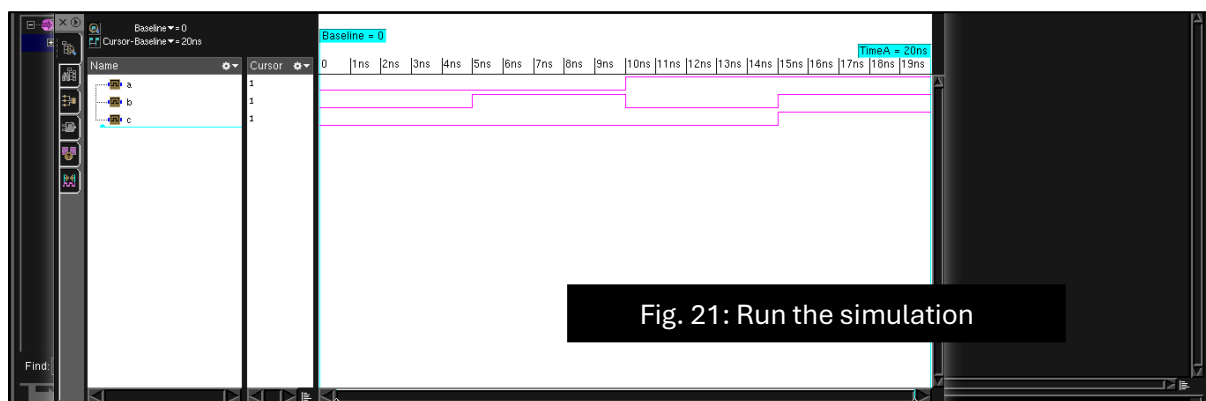 Baseline▼= 0
Cursor-Baseline▼= 20ns
Baseline = 0
TimeA = 20ns
Name
Cursor
0 1ns 2ns 3ns 4ns 5ns 6ns 7ns 8ns 9ns 10ns 11ns 12ns 13ns 14ns 15ns 16ns 17ns 18ns 19ns
a 1
b 1
c 1
Fig. 21: Run the simulation
Find: